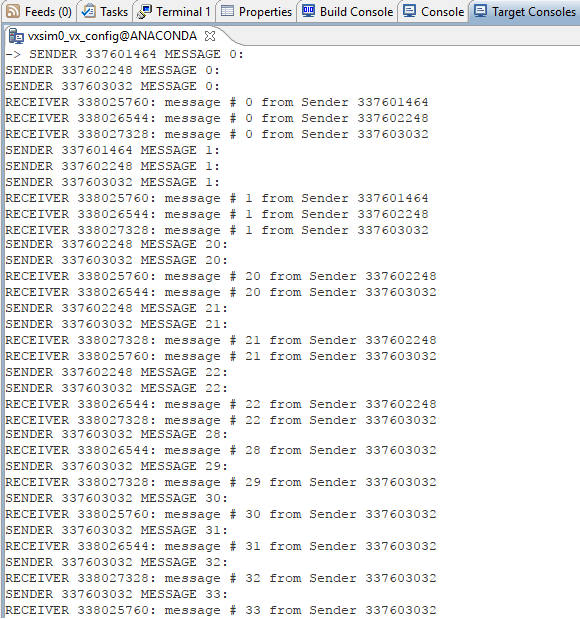 Feeds (0) Tasks Terminal 1 Properties Build Console Console Target Consoles
vxsim0_vx_config@ANACONDA
-> SENDER 337601464 MESSAGE 0:
SENDER 337602248 MESSAGE 0:
SENDER 337603032 MESSAGE 0:
RECEIVER 338025760: message # 0 from Sender 337601464
RECEIVER 338026544: message # 0 from Sender 337602248
RECEIVER 338027328: message # 0 from Sender 337603032
SENDER 337601464 MESSAGE 1:
SENDER 337602248 MESSAGE 1:
SENDER 337603032 MESSAGE 1:
RECEIVER 338025760: message # 1 from Sender 337601464
RECEIVER 338026544: message # 1 from Sender 337602248
RECEIVER 338027328: message # 1 from Sender 337603032
SENDER 337602248 MESSAGE 20:
SENDER 337603032 MESSAGE 20:
RECEIVER 338025760: message # 20 from Sender 337602248
RECEIVER 338026544: message # 20 from Sender 337603032
SENDER 337602248 MESSAGE 21:
SENDER 337603032 MESSAGE 21:
RECEIVER 338027328: message # 21 from Sender 337602248
RECEIVER 338025760: message # 21 from Sender 337603032
SENDER 337602248 MESSAGE 22:
SENDER 337603032 MESSAGE 22:
RECEIVER 338026544: message # 22 from Sender 337602248
RECEIVER 338027328: message # 22 from Sender 337603032
SENDER 337603032 MESSAGE 28:
RECEIVER 338026544: message # 28 from Sender 337603032
SENDER 337603032 MESSAGE 29:
RECEIVER 338027328: message # 29 from Sender 337603032
SENDER 337603032 MESSAGE 30:
RECEIVER 338025760: message # 30 from Sender 337603032
SENDER 337603032 MESSAGE 31:
RECEIVER 338026544: message # 31 from Sender 337603032
SENDER 337603032 MESSAGE 32:
RECEIVER 338027328: message # 32 from Sender 337603032
SENDER 337603032 MESSAGE 33:
RECEIVER 338025760: message # 33 from Sender 337603032